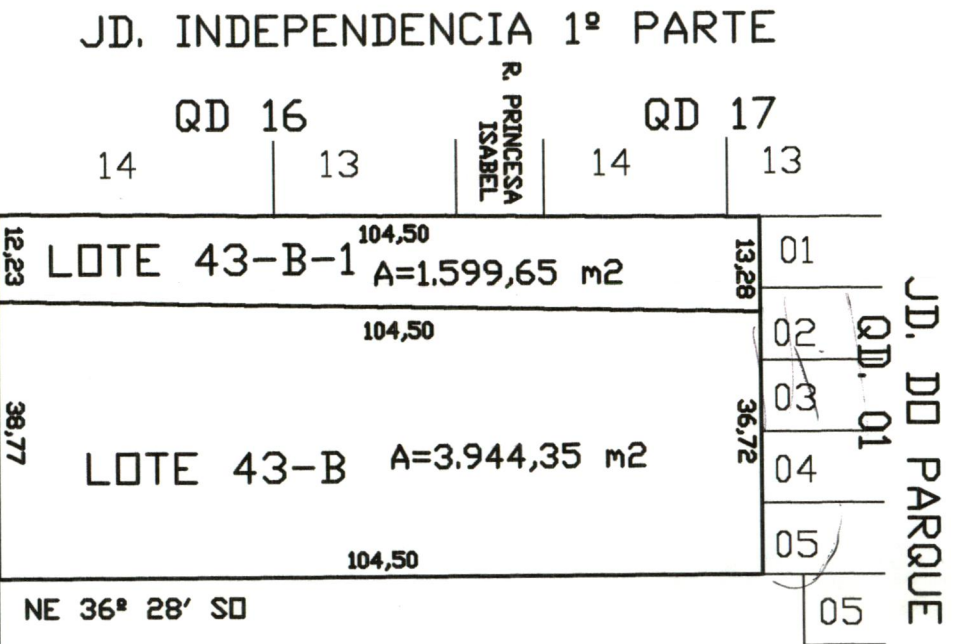 JD. INDEPENDENCIA 1º PARTE
QD 16
R. PRINCESA
ISABEL
QD 17
14
13
14
13
12,23
LOTE 43-B-1
104,50
A=1.599,65 m2
13,28
01
104,50
02
03
04
05
QD. 01
JD. DO PARQUE
38,77
LOTE 43-B
A=3.944,35 m2
36,72
104,50
NE 36º 28' SO
05